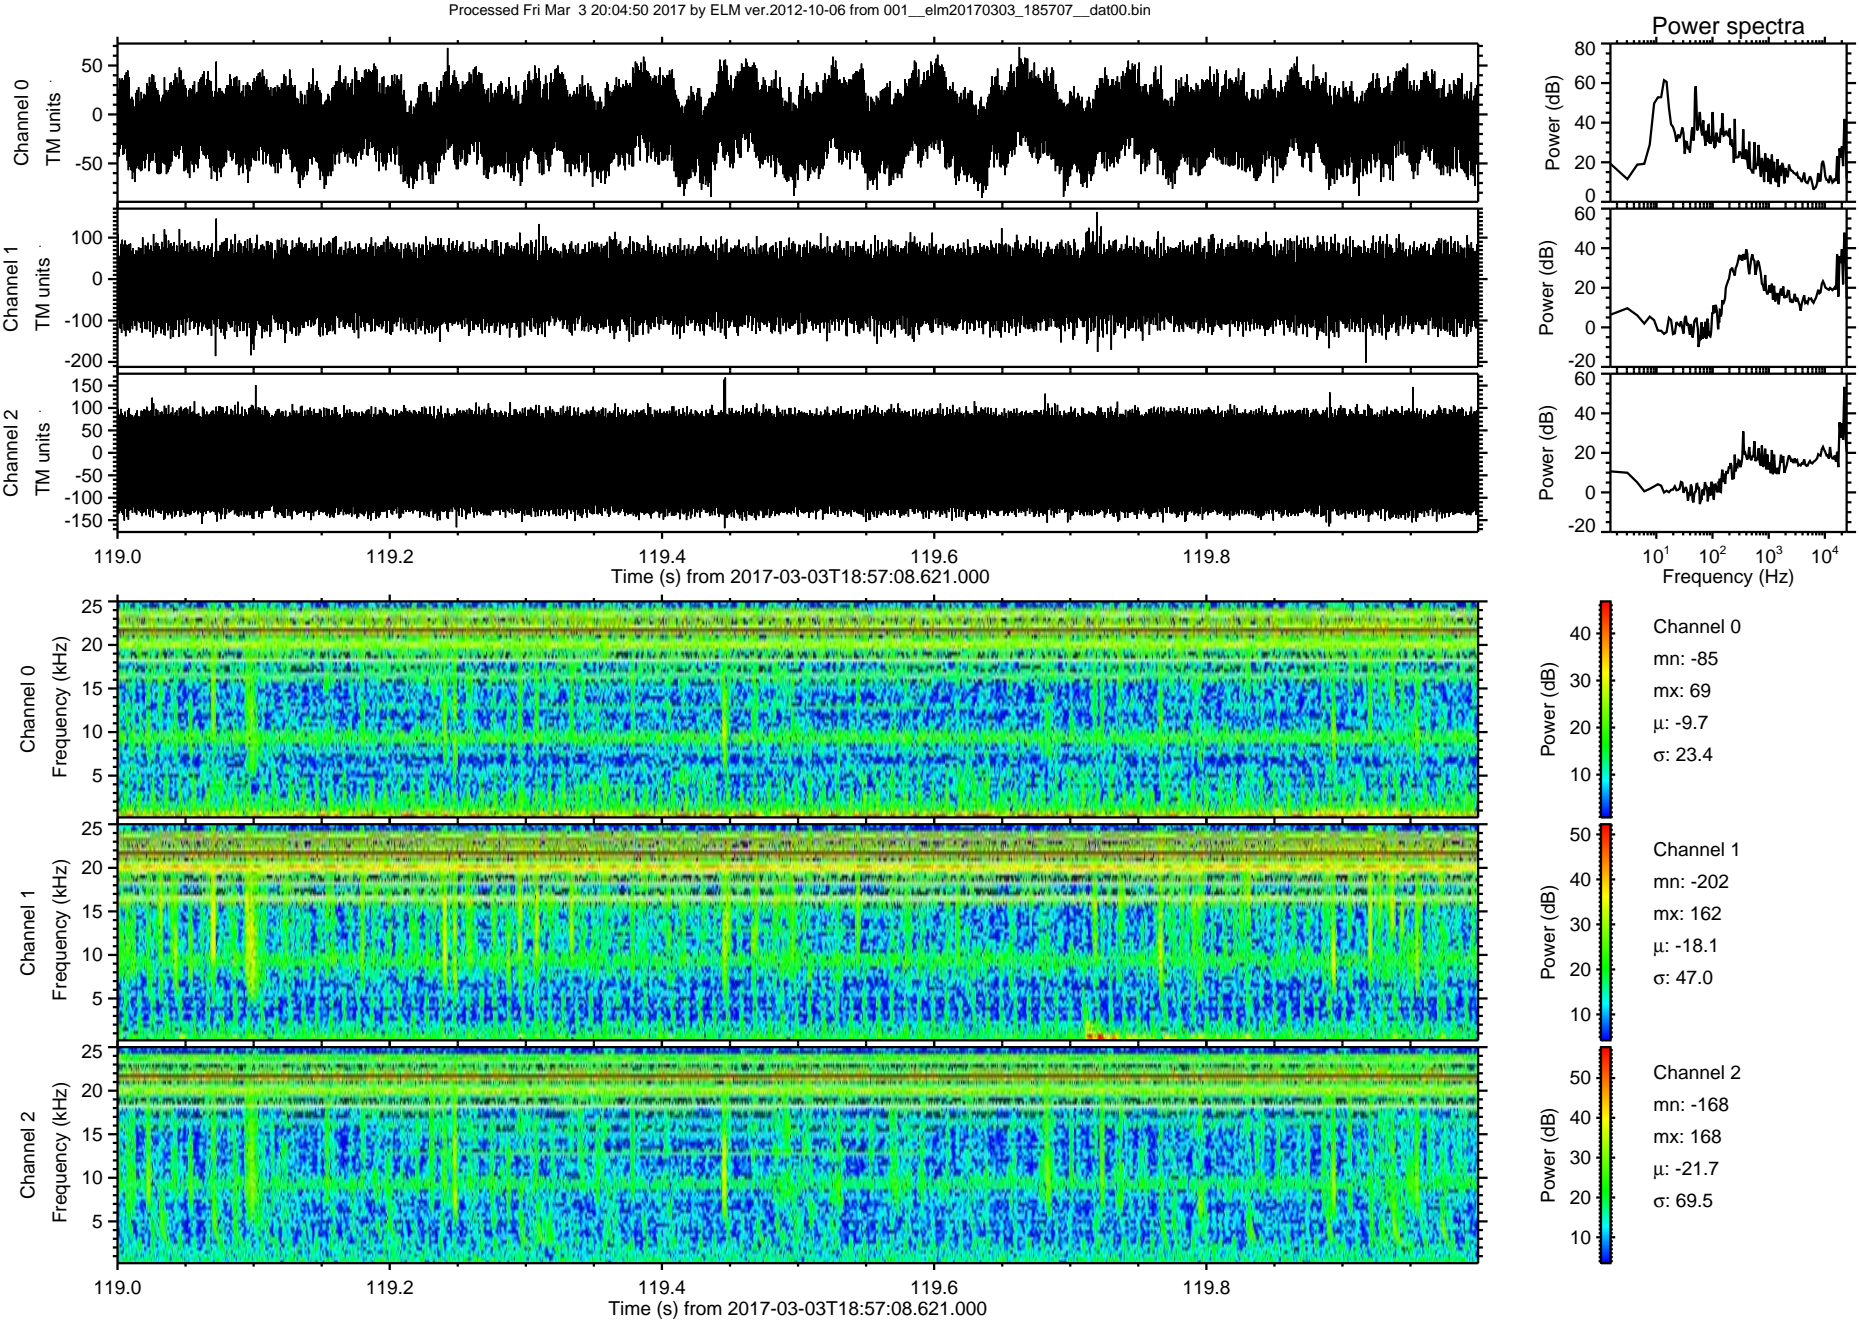 Processed Fri Mar 3 20:04:50 2017 by ELM ver.2012-10-06 from 001__elm20170303_185707__dat00.bin
Power spectra
Channel 0
TM units
50
0
-50
Power (dB)
80
60
40
20
0
Channel 1
TM units
100
0
-100
-200
Power (dB)
60
40
20
0
-20
Channel 2
TM units
150
100
50
0
-50
-100
-150
Power (dB)
60
40
20
0
-20
119.0 119.2 119.4 119.6 119.8
Time (s) from 2017-03-03T18:57:08.621.000
10^1 10^2 10^3 10^4
Frequency (Hz)
Channel 0
Frequency (kHz)
25
20
15
10
5
Power (dB)
40
30
20
10
Channel 0
mn: -85
mx: 69
μ: -9.7
σ: 23.4
Channel 1
Frequency (kHz)
25
20
15
10
5
Power (dB)
50
40
30
20
10
Channel 1
mn: -202
mx: 162
μ: -18.1
σ: 47.0
Channel 2
Frequency (kHz)
25
20
15
10
5
Power (dB)
50
40
30
20
10
Channel 2
mn: -168
mx: 168
μ: -21.7
σ: 69.5
119.0 119.2 119.4 119.6 119.8
Time (s) from 2017-03-03T18:57:08.621.000